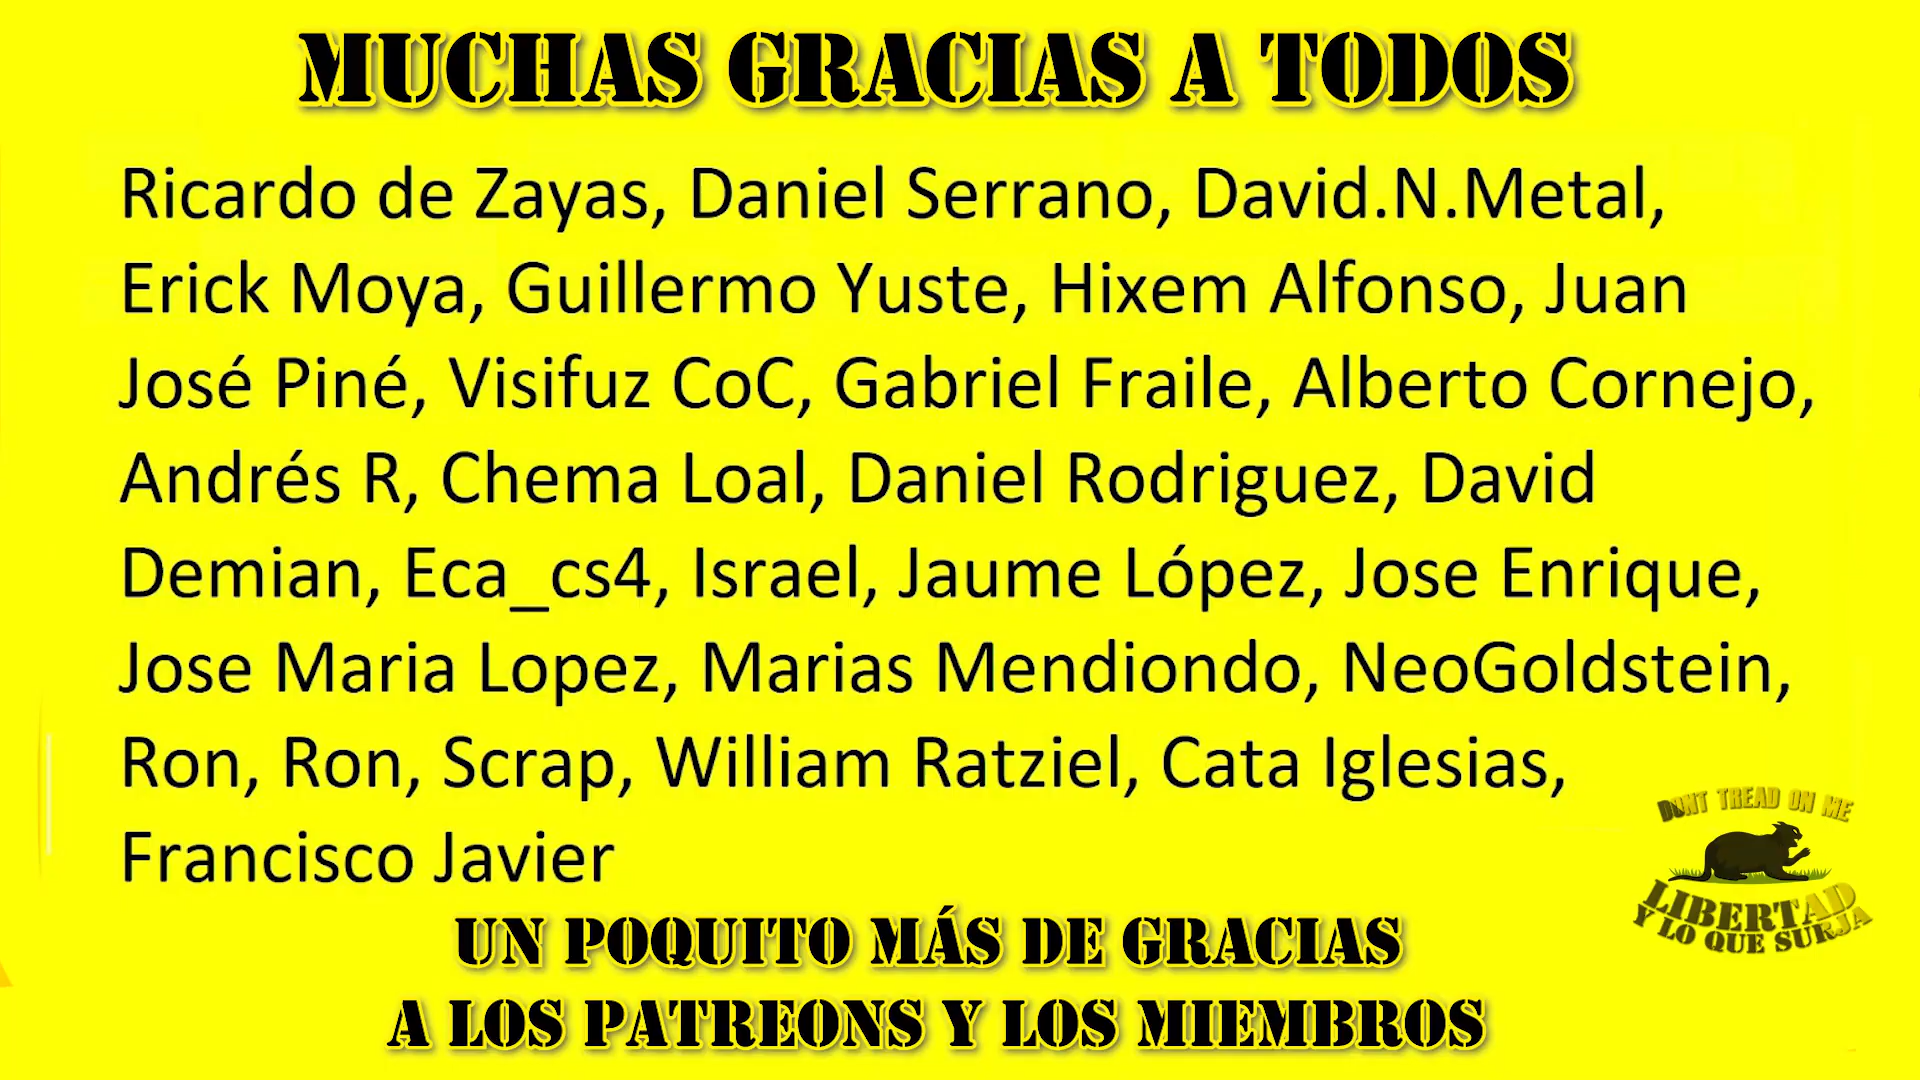 MUCHAS GRACIAS A TODOS
Ricardo de Zayas, Daniel Serrano, David.N.Metal,
Erick Moya, Guillermo Yuste, Hixem Alfonso, Juan
José Piné, Visifuz CoC, Gabriel Fraile, Alberto Cornejo,
Andrés R, Chema Loal, Daniel Rodriguez, David
Demian, Eca_cs4, Israel, Jaume López, Jose Enrique,
Jose Maria Lopez, Marias Mendiondo, NeoGoldstein,
Ron, Ron, Scrap, William Ratziel, Cata Iglesias,
Francisco Javier
DONT TREAD ON ME
LIBERTAD
Y LO QUE SURJA
UN POQUITO MÁS DE GRACIAS
A LOS PATREONS Y LOS MIEMBROS